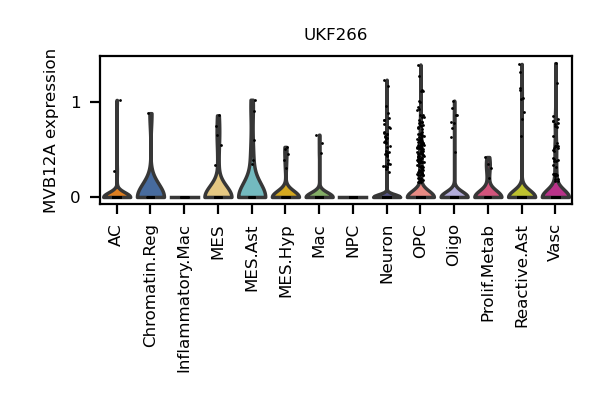 UKF266
MVB12A expression
1
0
AC
Chromatin.Reg
Inflammatory.Mac
MES
MES.Ast
MES.Hyp
Mac
NPC
Neuron
OPC
Oligo
Prolif.Metab
Reactive.Ast
Vasc